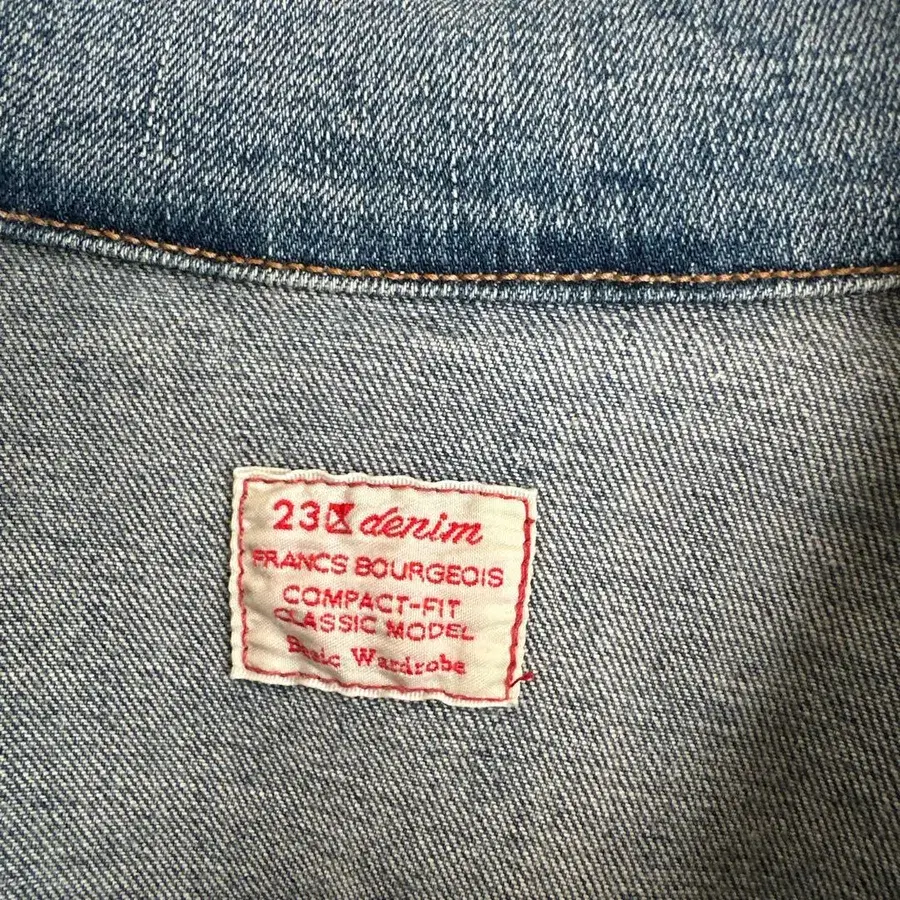 23 denim
FRANCS BOURGEOIS
COMPACT-FIT
CLASSIC MODEL
Basic Wardrobe